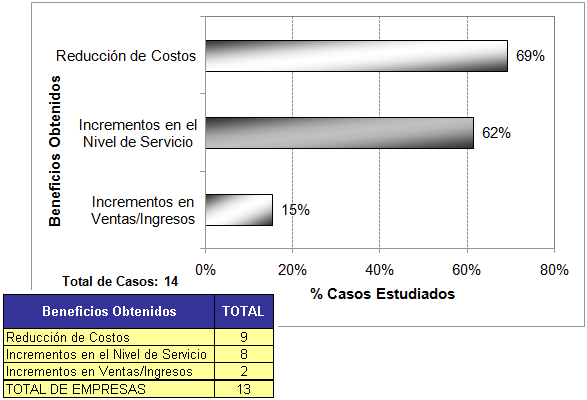 Beneficios Obtenidos
Reducción de Costos
69%
Incrementos en el
Nivel de Servicio
62%
Incrementos en
Ventas/Ingresos
15%
0%
20%
40%
60%
80%
% Casos Estudiados
Total de Casos: 14
Beneficios Obtenidos TOTAL
Reducción de Costos 9
Incrementos en el Nivel de Servicio 8
Incrementos en Ventas/Ingresos 2
TOTAL DE EMPRESAS 13